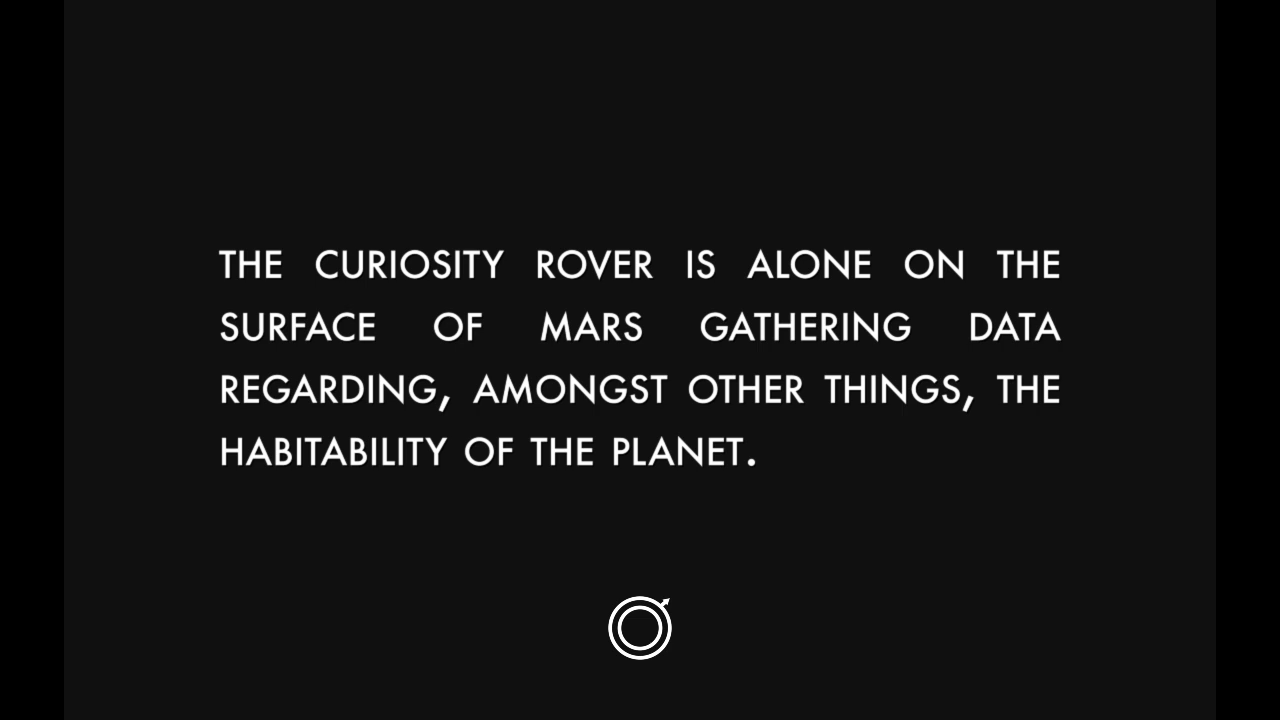 THE CURIOSITY ROVER IS ALONE ON THE
SURFACE OF MARS GATHERING DATA
REGARDING, AMONGST OTHER THINGS, THE
HABITABILITY OF THE PLANET.